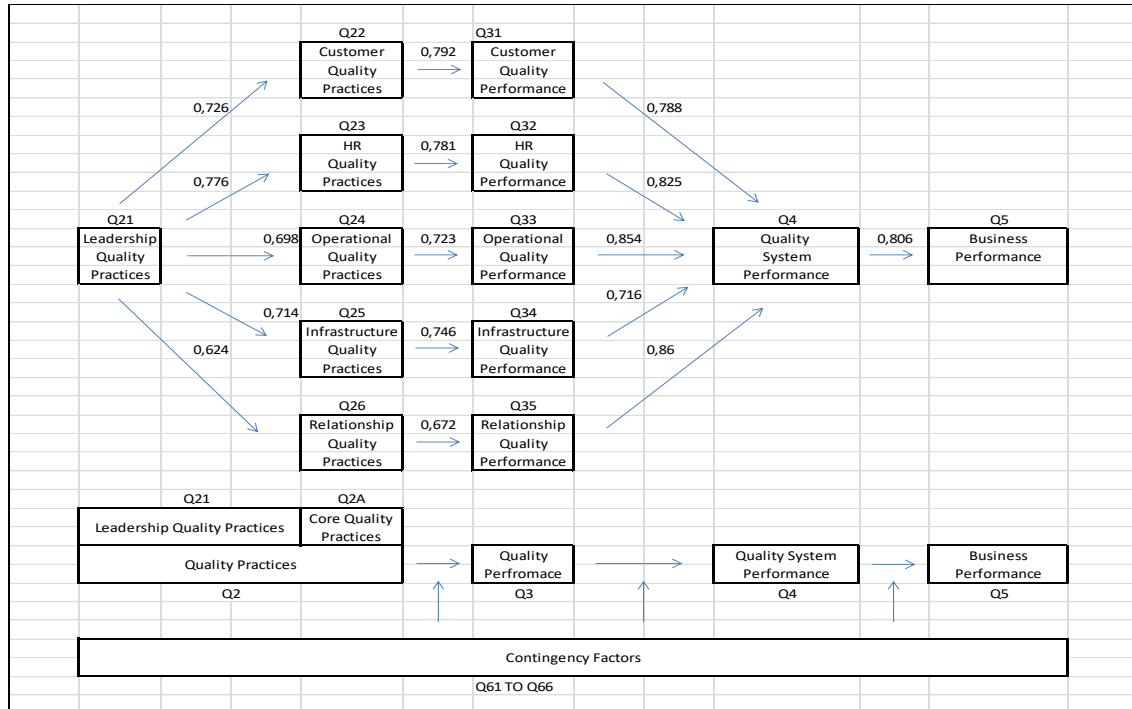 Q22 Q31
Customer 0,792 Customer
Quality Quality
Practices Performance
0,726 0,788
Q23 Q32
HR 0,781 HR
Quality Quality
Practices Performance
0,776 0,825
Q21 Q24 Q33 Q4 Q5
Leadership 0,698 Operational 0,723 Operational 0,854 Quality 0,806 Business
Quality Quality Quality System Performance
Practices Practices Performance Performance
0,716
0,714 Q25 Q34
Infrastructure 0,746 Infrastructure
0,624 Quality Quality 0,86
Practices Performance
Q26 Q35
Relationship 0,672 Relationship
Quality Quality
Practices Performance
Q21 Q2A
Leadership Quality Practices Core Quality
Practices
Quality Practices Quality Quality System Business
Perfromace Performance Performance
Q2 Q3 Q4 Q5
Contingency Factors
Q61 TO Q66